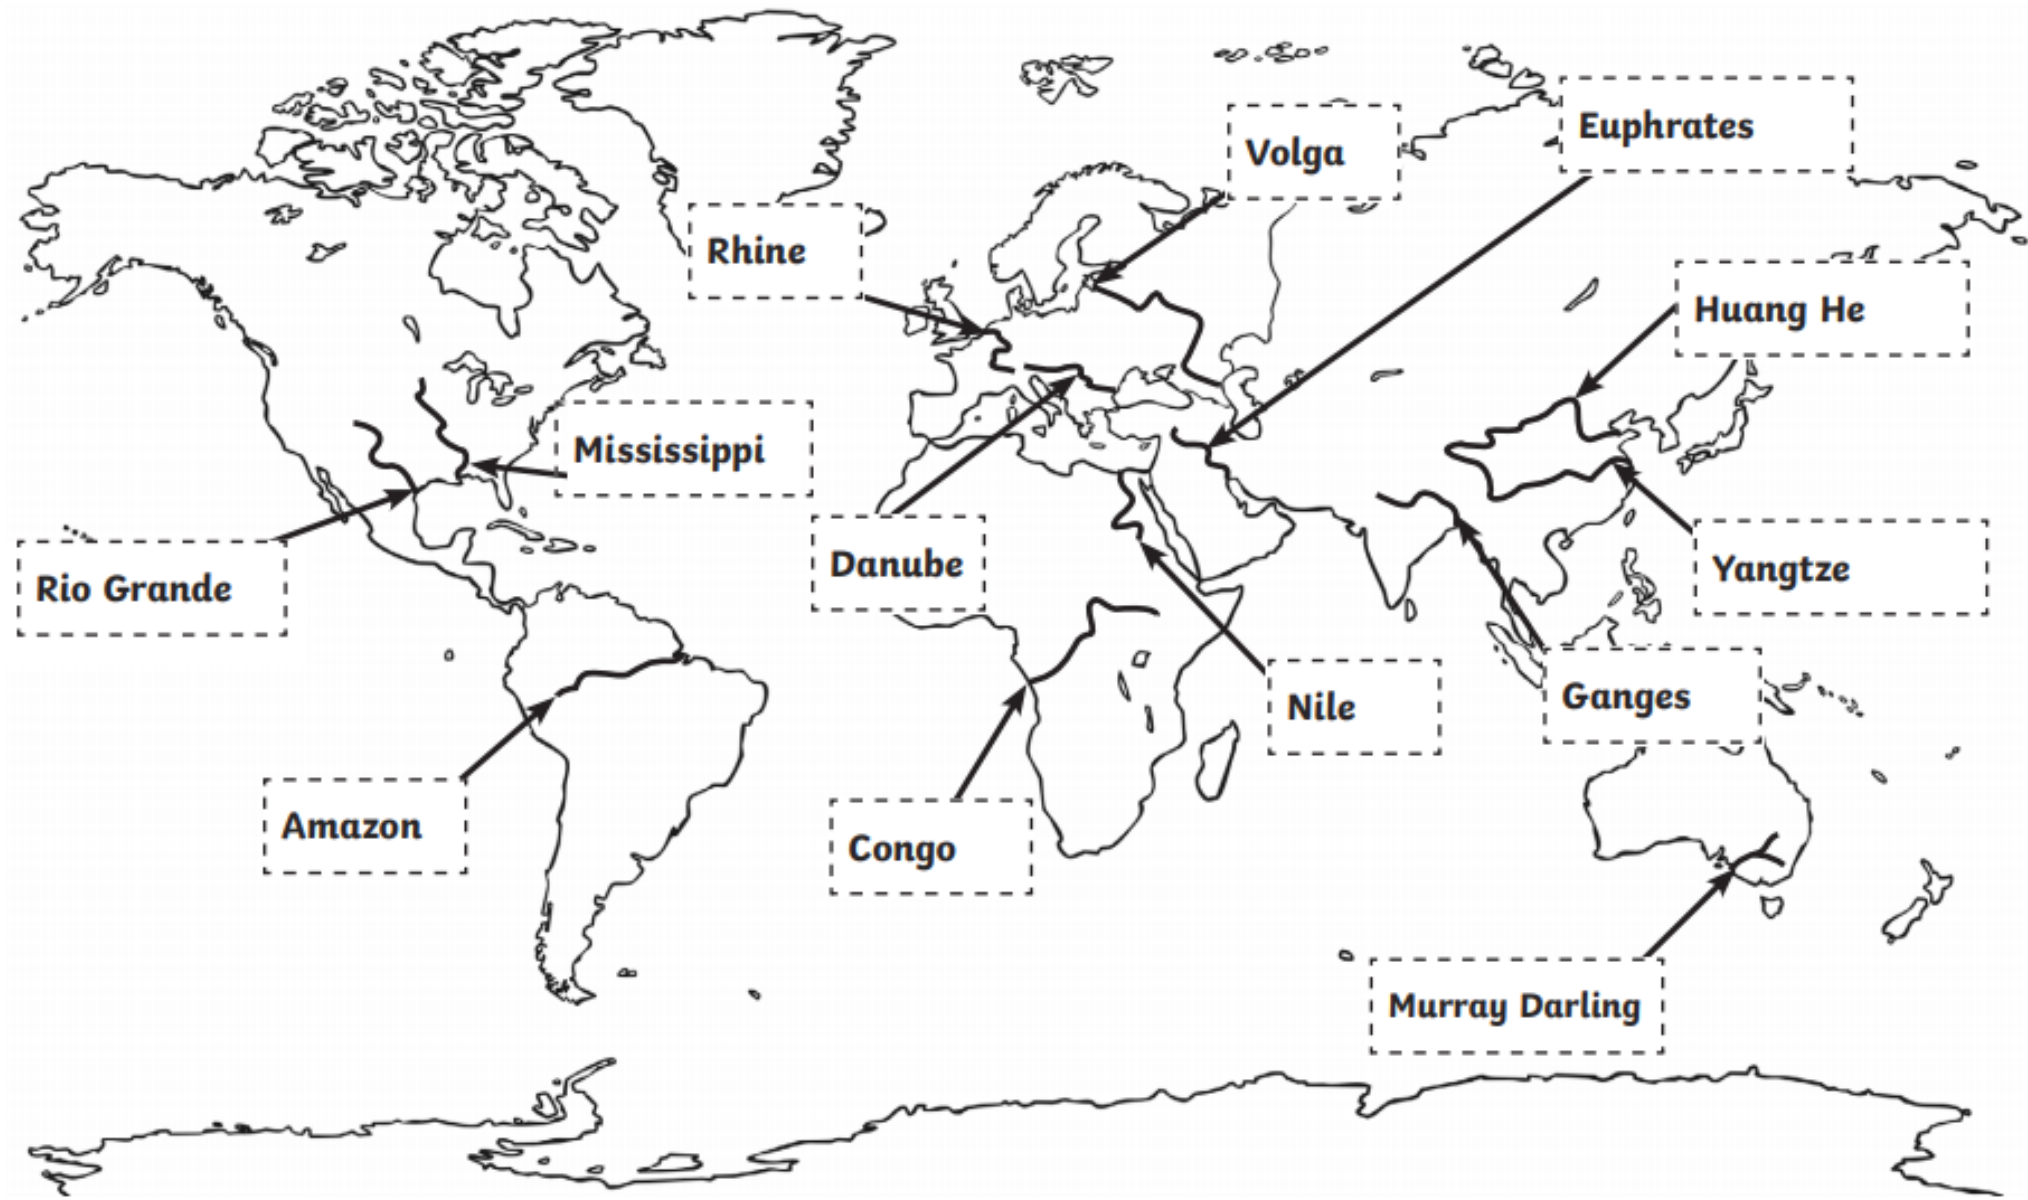 Euphrates
Volga
Rhine
Huang He
Mississippi
Danube
Yangtze
Rio Grande
Nile
Ganges
Amazon
Congo
Murray Darling